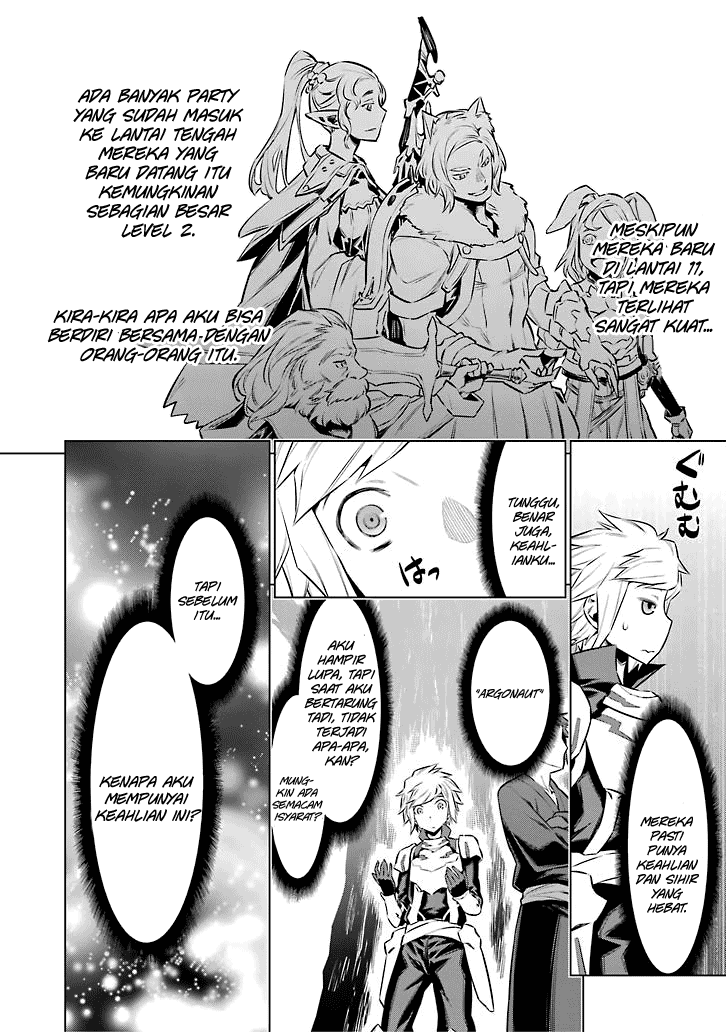 ADA BANYAK PARTY
YANG SUDAH MASUK
KE LANTAI TENGAH
MEREKA YANG
BARU DATANG ITU
KEMUNGKINAN
SEBAGIAN BESAR
LEVEL 2.
MESKIPUN
MEREKA BARU
DI LANTAI 11,
TAPI MEREKA
TERLIHAT
SANGAT KUAT...
KIRA-KIRA APA AKU BISA
BERDIRI BERSAMA DENGAN
ORANG-ORANG ITU.
ぐむむ
MEREKA
PASTI
PUNYA
KEAHLIAN
DAN SIHIR
YANG
HEBAT.
TUNGGU,
BENAR
JUGA,
KEAHL-
IANKU...
はっ
"ARGONAUT"
AKU
HAMPIR
LUPA, TAPI
SAAT AKU
BERTARUNG
TADI, TIDAK
TERJADI
APA-APA,
KAN?
MUNG-
KIN ADA
SEMACAM
ISYARAT?
TAPI
SEBELUM
ITU...
KENAPA AKU
MEMPUNYAI
KEAHLIAN INI?